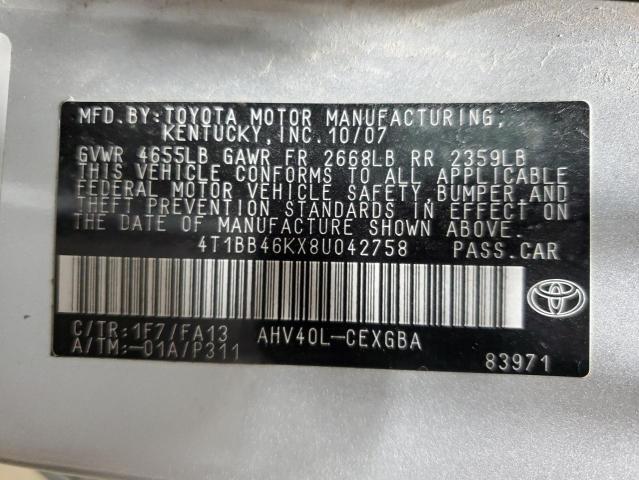 MFD.BY:TOYOTA MOTOR MANUFACTURING,
KENTUCKY,INC.10/07
GVWR 4655LB GAWR FR 2668LB RR 2359LB
THIS VEHICLE CONFORMS TO ALL APPLICABLE
FEDERAL MOTOR VEHICLE SAFETY,BUMPER,AND
THEFT PREVENTION STANDARDS IN EFFECT ON
THE DATE OF MANUFACTURE SHOWN ABOVE.
4T1BB46KX8U042758 PASS.CAR
C/TR:1F7/FA13 AHV40L-CEXGBA
A/TM:-01A/P311
83971